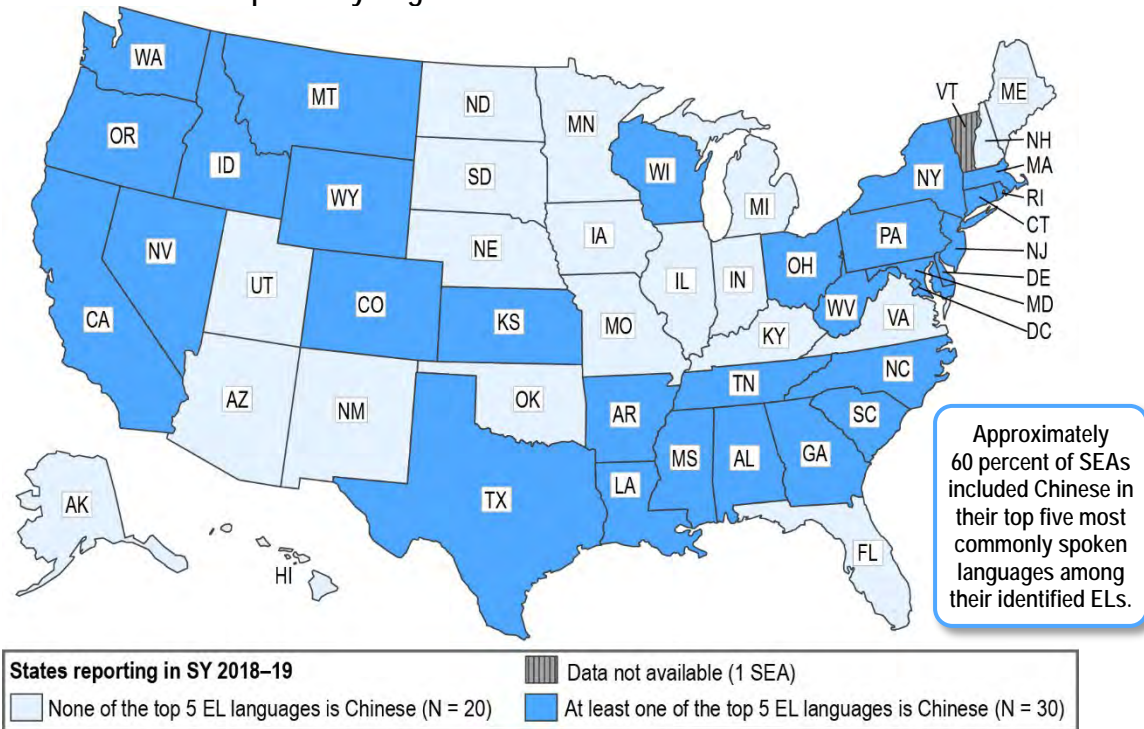 WA
MT
ND
MN
VT
ME
OR
ID
SD
WI
NY
NH
MA
WY
MI
RI
CT
NV
NE
IA
PA
NJ
UT
IL
IN
OH
DE
CA
CO
KS
MO
WV
VA
MD
KY
DC
AZ
NM
OK
TN
NC
AR
SC
MS
AL
GA
LA
TX
AK
HI
FL
Approximately
60 percent of SEAs
included Chinese in
their top five most
commonly spoken
languages among
their identified ELs.
States reporting in SY 2018–19
Data not available (1 SEA)
None of the top 5 EL languages is Chinese (N = 20)
At least one of the top 5 EL languages is Chinese (N = 30)